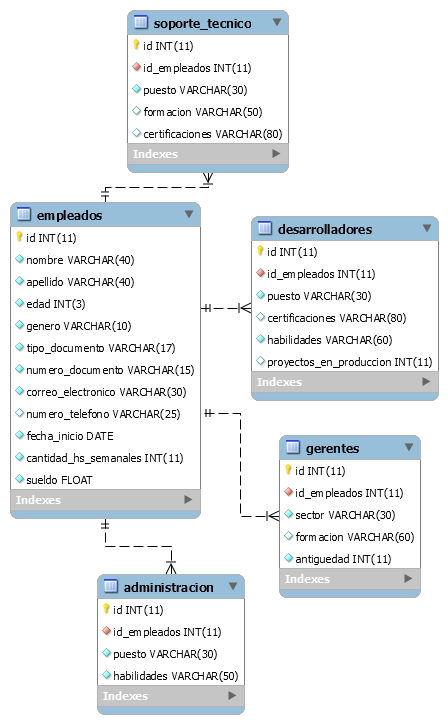 soporte_tecnico
id INT(11)
id_empleados INT(11)
puesto VARCHAR(30)
formacion VARCHAR(50)
certificaciones VARCHAR(80)
Indexes
empleados
id INT(11)
nombre VARCHAR(40)
apellido VARCHAR(40)
edad INT(3)
genero VARCHAR(10)
tipo_documento VARCHAR(17)
numero_documento VARCHAR(15)
correo_electronico VARCHAR(30)
numero_telefono VARCHAR(25)
fecha_inicio DATE
cantidad_hs_semanales INT(11)
sueldo FLOAT
Indexes
desarrolladores
id INT(11)
id_empleados INT(11)
puesto VARCHAR(30)
certificaciones VARCHAR(80)
habilidades VARCHAR(60)
proyectos_en_produccion INT(11)
Indexes
gerentes
id INT(11)
id_empleados INT(11)
sector VARCHAR(30)
formacion VARCHAR(60)
antiguedad INT(11)
Indexes
administracion
id INT(11)
id_empleados INT(11)
puesto VARCHAR(30)
habilidades VARCHAR(50)
Indexes